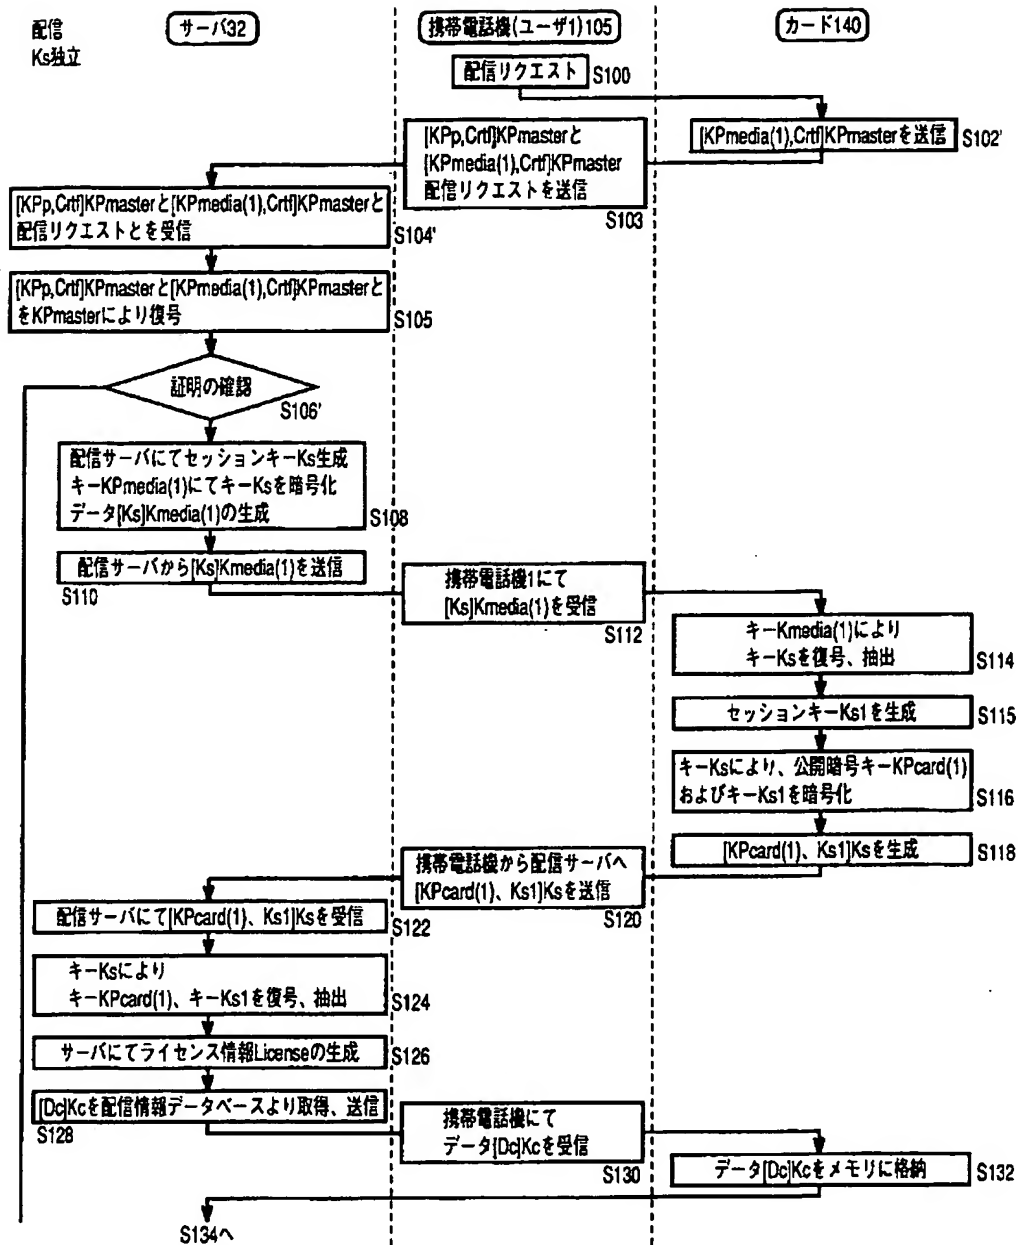 配信
Ks独立
サーバ32
携帯電話機(ユーザ1)105
カード140
配信リクエスト
S100
[KPmedia(1),Crtf]KPmasterを送信
S102'
[KPp,Crtf]KPmasterと
[KPmedia(1),Crtf]KPmaster
配信リクエストを送信
S103
[KPp,Crtf]KPmasterと[KPmedia(1),Crtf]KPmasterと
配信リクエストとを受信
S104'
[KPp,Crtf]KPmasterと[KPmedia(1),Crtf]KPmasterと
をKPmasterにより復号
S105
証明の確認
S106'
配信サーバにてセッションキーKs生成
キーKPmedia(1)にてキーKsを暗号化
データ[Ks]Kmedia(1)の生成
S108
配信サーバから[Ks]Kmedia(1)を送信
S110
携帯電話機1にて
[Ks]Kmedia(1)を受信
S112
キーKmedia(1)により
キーKsを復号、抽出
S114
セッションキーKs1を生成
S115
キーKsにより、公開暗号キーKPcard(1)
およびキーKs1を暗号化
S116
[KPcard(1)、Ks1]Ksを生成
S118
携帯電話機から配信サーバへ
[KPcard(1)、Ks1]Ksを送信
S120
配信サーバにて[KPcard(1)、Ks1]Ksを受信
S122
キーKsにより
キーKPcard(1)、キーKs1を復号、抽出
S124
サーバにてライセンス情報Licenseの生成
S126
[Dc]Kcを配信情報データベースより取得、送信
S128
携帯電話機にて
データ[Dc]Kcを受信
S130
データ[Dc]Kcをメモリに格納
S132
S134へ